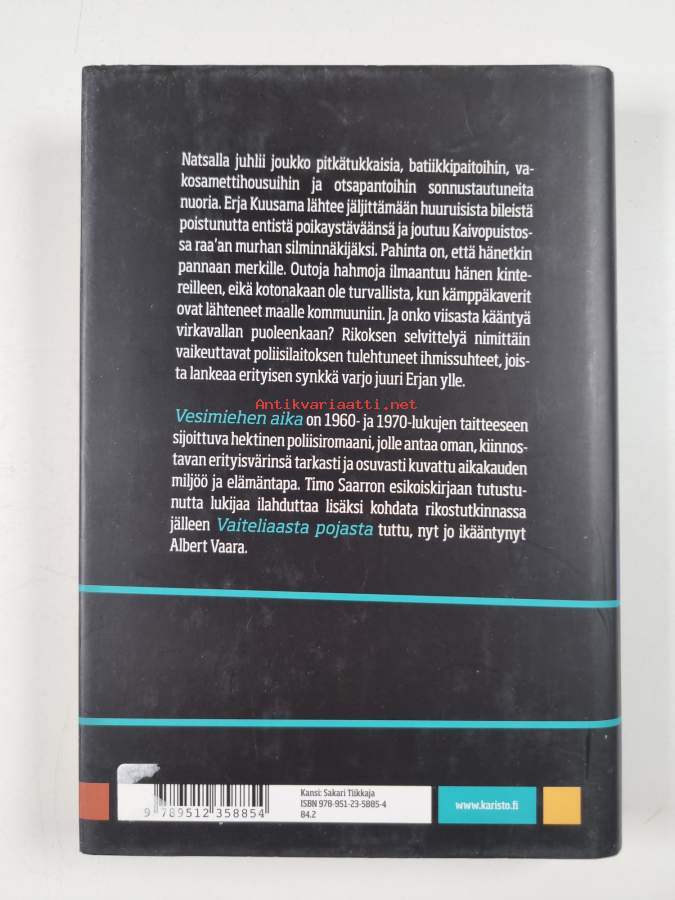 Natsalla juhlii joukko pitkätukkaisia, batiikkipaitoihin, va-
kosamettihousuihin ja otsapantoihin sonnustautuneita
nuoria. Erja Kuusama lähtee jäljittämään huuruisista bileistä
poistunutta entistä poikaystäväänsä ja joutuu Kaivopuistos-
sa raa'an murhan silminnäkijäksi. Pahinta on, että hänetkin
pannaan merkille. Outoja hahmoja ilmaantuu hänen kinte-
reilleen, eikä kotonakaan ole turvallista, kun kämppäkaverit
ovat lähteneet maalle kommuuniin. Ja onko viisasta kääntyä
virkavallan puoleenkaan? Rikoksen selvittelyä nimittäin
vaikeuttavat poliisilaitoksen tulehtuneet ihmissuhteet, jois-
ta lankeaa erityisen synkkä varjo juuri Erjan ylle.
Antikvariaatti.net
Vesimiehen aika on 1960- ja 1970-lukujen taitteeseen
sijoittuva hektinen poliisiromaani, jolle antaa oman, kiinnos-
tavan erityisvärinsä tarkasti ja osuvasti kuvattu aikakauden
miljöö ja elämäntapa. Timo Saarron esikoiskirjaan tutustu-
nutta lukijaa ilahduttaa lisäksi kohdata rikostutkinnassa
jälleen Vaiteliaasta pojasta tuttu, nyt jo ikääntynyt
Albert Vaara.
9 789512 358854
Kansi: Sakari Tiikkaja
ISBN 978-951-23-5885-4
84.2
www.karisto.fi